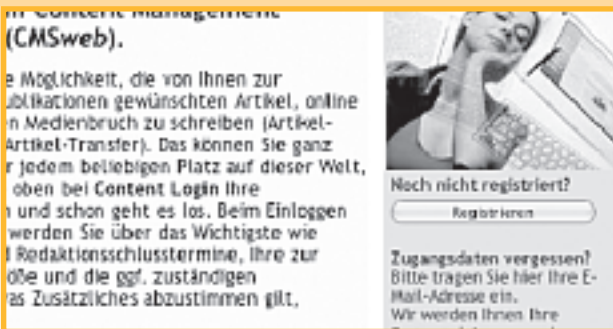 Content Management
(CMSweb).
e Möglichkeit, die von Ihnen zur
ublikationen gewünschten Artikel, online
n Medienbruch zu schreiben (Artikel-
Artikel-Transfer). Das können Sie ganz
r jedem beliebigen Platz auf dieser Welt,
oben bei Content Login Ihre
n und schon geht es los. Beim Einloggen
werden Sie über das Wichtigste wie
Redaktionsschlusstermine, Ihre zur
öße und die ggf. zuständigen
as Zusätzliches abzustimmen gilt,
Noch nicht registriert?
Registrieren
Zugangsdaten vergessen?
Bitte tragen Sie hier Ihre E-
Mail-Adresse ein.
Wir werden Ihnen Ihre